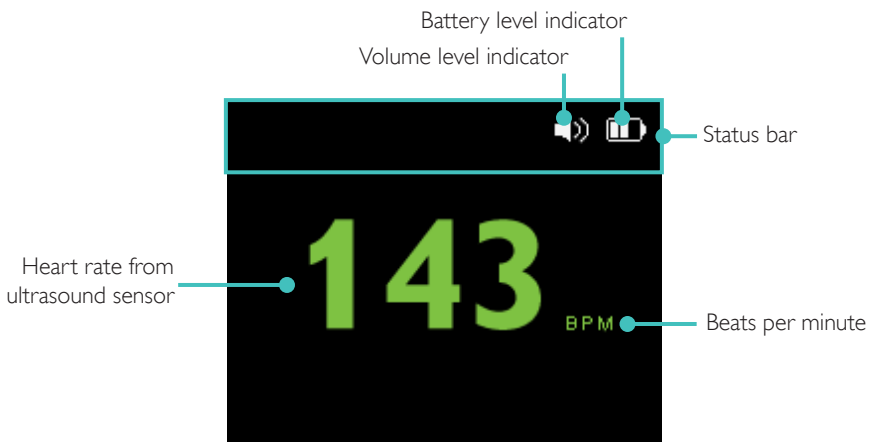 Battery level indicator
Volume level indicator
Status bar
143
Heart rate from
ultrasound sensor
BPM
Beats per minute